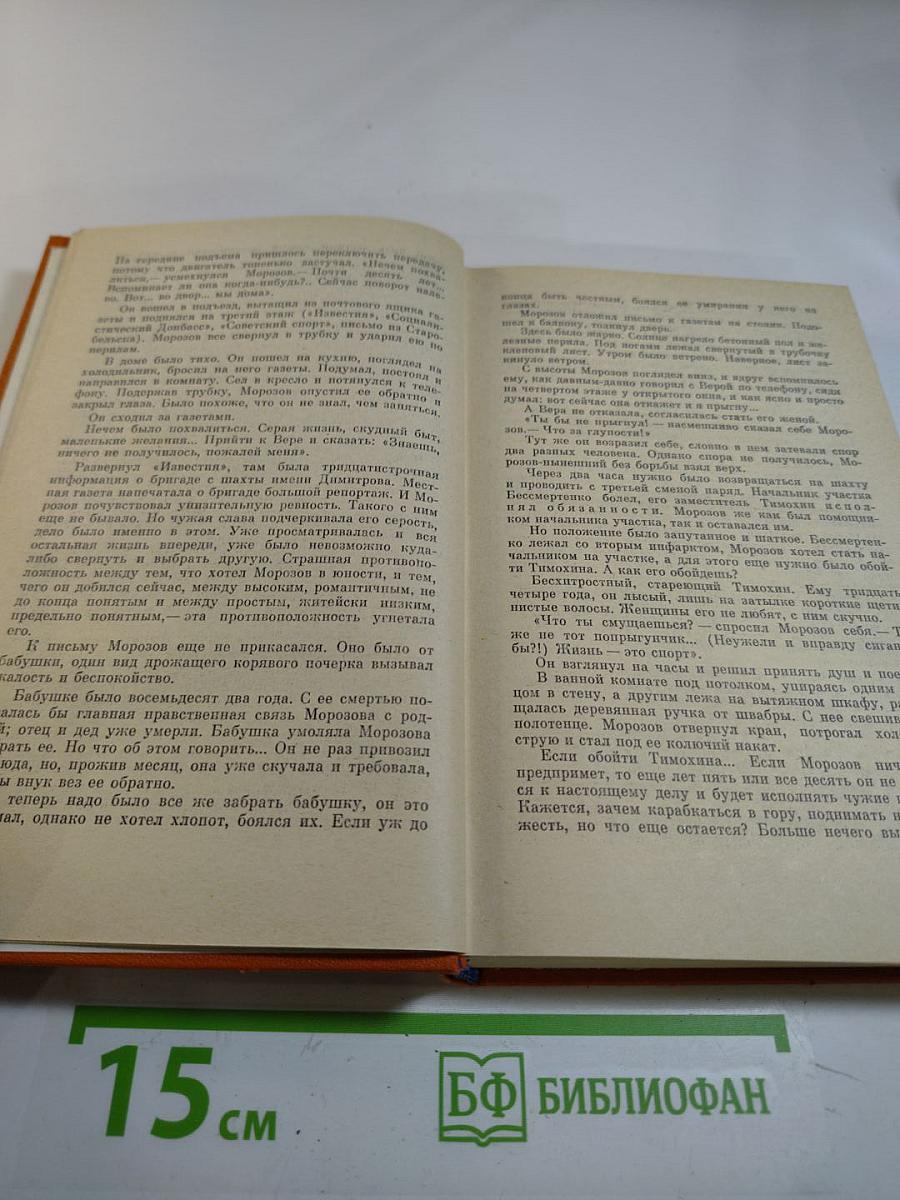 На середине подъема пришлось переключить передачу,
потому что двигатель тоненько застучал. «Нечем похва-
литься,— усмехнулся Морозов.— Почти десять лет...
Вспоминает ли она когда-нибудь?.. Сейчас поворот нале-
во. Вот... во двор... мы дома».
Он вошел в подъезд, вытащил из почтового ящика га-
зеты и поднялся на третий этаж («Известия», «Социали-
стический Донбасс», «Советский спорт», письмо из Старо-
бельска). Морозов все свернул в трубку и ударил ею по
перилам.
В доме было тихо. Он пошел на кухню, поглядел на
холодильник, бросил на него газеты. Подумал, постоял и
направился в комнату. Сел в кресло и потянулся к теле-
фону. Подержав трубку, Морозов опустил ее обратно и
закрыл глаза. Было похоже, что он не знал, чем заняться.
Он сходил за газетами.
Нечем было похвалиться. Серая жизнь, скудный быт,
маленькие желания... Прийти к Вере и сказать: «Знаешь,
ничего не получилось, пожалей меня».
Развернул «Известия», там была тридцатистрочная
информация о бригаде с шахты имени Димитрова. Мест-
ная газета напечатала о бригаде большой репортаж. И Мо-
розов почувствовал унизительную ревность. Такого с ним
еще не бывало. Но чужая слава подчеркивала его серость,
дело было именно в этом. Уже просматривалась и вся
остальная жизнь впереди, уже было невозможно куда-
либо свернуть и выбрать другую. Страшная противопо-
ложность между тем, что хотел Морозов в юности, и тем,
чего он добился сейчас, между высоким, романтичным, не
до конца понятым и между простым, житейски низким,
предельно понятным,— эта противоположность угнетала
его.
К письму Морозов еще не прикасался. Оно было от
бабушки, один вид дрожащего корявого почерка вызывал
жалость и беспокойство.
Бабушке было восемьдесят два года. С ее смертью по-
алась бы главная нравственная связь Морозова с род-
й; отец и дед уже умерли. Бабушка умоляла Морозова
рать ее. Но что об этом говорить... Он не раз привозил
юда, но, прожив месяц, она уже скучала и требовала,
ы внук вез ее обратно.
теперь надо было все же забрать бабушку, он это
мал, однако не хотел хлопот, боялся их. Если уж до
конца быть честным, боялся ее умирания у него на
глазах.
Морозов отложил письмо к газетам на столик. Подо-
шел к балкону, толкнул дверь.
Здесь было жарко. Солнце нагрело бетонный пол и же-
лезные перила. Под ногами лежал свернутый в трубочку
кленовый лист. Утром было ветрено. Наверное, лист за-
кинуло ветром.
С высоты Морозов поглядел вниз, и вдруг вспомнилось
ему, как давным-давно говорил с Верой по телефону, сидя
на четвертом этаже у открытого окна, и как ясно и просто
думал: вот сейчас она откажет и я прыгну...
А Вера не отказала, согласилась стать его женой.
«Ты бы не прыгнул! — насмешливо сказал себе Моро-
зов.— Что за глупости!»
Тут же он возразил себе, словно в нем затевали спор
два разных человека. Однако спора не получилось, Мо-
розов-нынешний без борьбы взял верх.
Через два часа нужно было возвращаться на шахту
и проводить с третьей сменой наряд. Начальник участка
Бессмертенко болел, его заместитель Тимохин испол-
нял обязанности. Морозов же как был помощни-
ком начальника участка, так и оставался им.
Но положение было запутанное и шаткое. Бессмертен-
ко лежал со вторым инфарктом, Морозов хотел стать на-
чальником на участке, а для этого еще нужно было обой-
ти Тимохина. А как его обойдешь?
Бесхитростный, стареющий Тимохин. Ему тридцать
четыре года, он лысый, лишь на затылке короткие щети-
нистые волосы. Женщины его не любят, с ним скучно.
«Что ты смущаешься? — спросил Морозов себя.— Т
же не тот попрыгунчик... (Неужели и вправду сиган
бы?!) Жизнь — это спорт».
Он взглянул на часы и решил принять душ и пое
В ванной комнате под потолком, упираясь одним
цом в стену, а другим лежа на вытяжном шкафу, ра
щалась деревянная ручка от швабры. С нее свешив
полотенце. Морозов отвернул кран, потрогал холо
струю и стал под ее колючий накат.
Если обойти Тимохина... Если Морозов нич
предпримет, то еще лет пять или все десять он не
ся к настоящему делу и будет исполнять чужие
Кажется, зачем карабкаться в гору, поднимать н
жесть, но что еще остается? Больше нечего вы
15 см
БФ БИБЛИОФАН